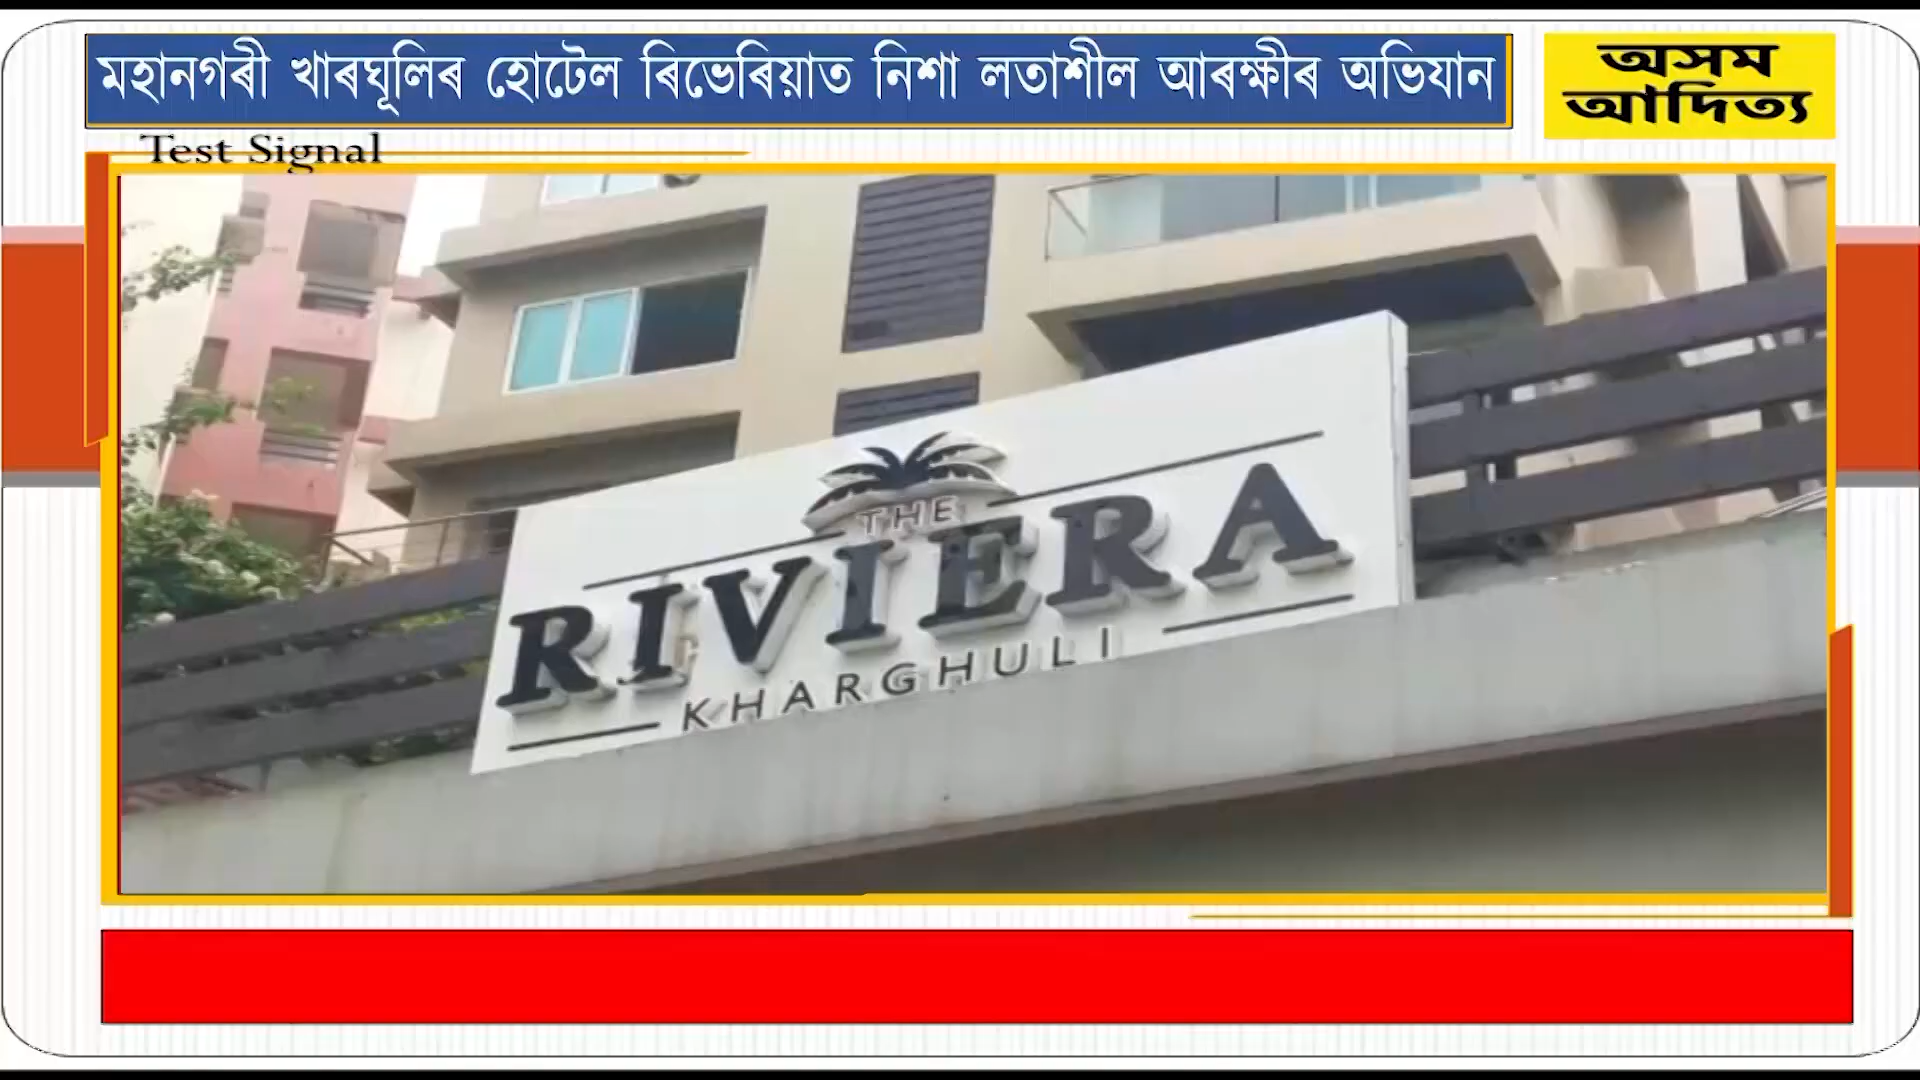 মহানগৰী খাৰঘূলিৰ হোটেল ৰিভেৰিয়াত নিশা লতাশীল আৰক্ষীৰ অভিযান
অসম
আদিত্য
Test Signal
THE
RIVIERA
KHARGHULI